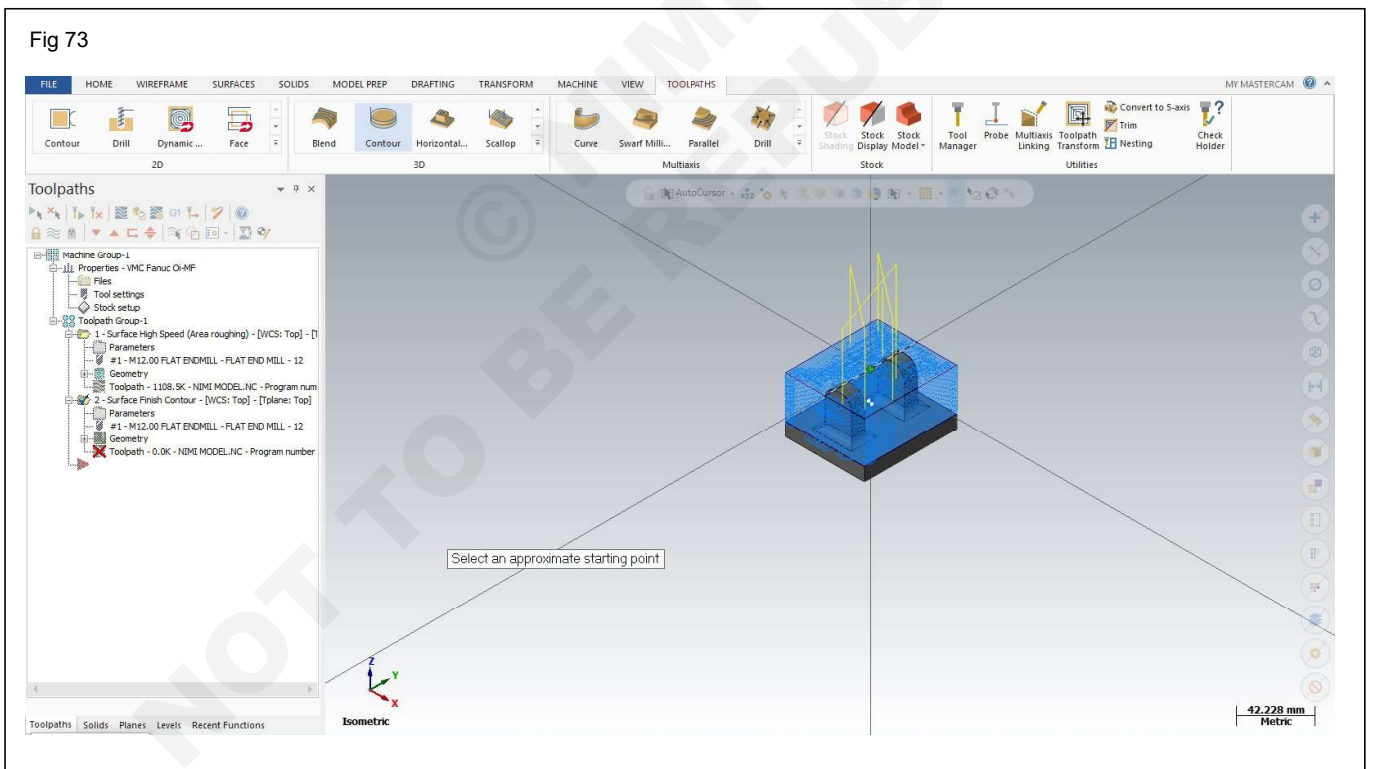 Fig 73
FILE HOME WIREFRAME SURFACES SOLIDS MODEL PREP DRAFTING TRANSFORM MACHINE VIEW TOOLPATHS MY MASTERCAM
Contour Drill Dynamic ... Face Blend Contour Horizontal... Scallop Curve Swarf Milli... Parallel Drill Stock Shading Stock Display Stock Model Tool Manager Probe Multiaxis Linking Toolpath Transform Convert to 5-axis Trim Nesting Check Holder
2D 3D Multiaxis Stock Utilities
Toolpaths
AutoCursor
G1
Machine Group-1
Properties - VMC Fanuc Oi-MF
Files
Tool settings
Stock setup
Toolpath Group-1
1 - Surface High Speed (Area roughing) - [WCS: Top] - [T
Parameters
#1 - M12.00 FLAT ENDMILL - FLAT END MILL - 12
Geometry
Toolpath - 1108.5K - NIMI MODEL.NC - Program num
2 - Surface Finish Contour - [WCS: Top] - [Tplane: Top]
Parameters
#1 - M12.00 FLAT ENDMILL - FLAT END MILL - 12
Geometry
Toolpath - 0.0K - NIMI MODEL.NC - Program number
Select an approximate starting point
Z
Y
X
Isometric
42.228 mm
Metric
Toolpaths Solids Planes Levels Recent Functions
© NIMI
NOT TO BE REPUB